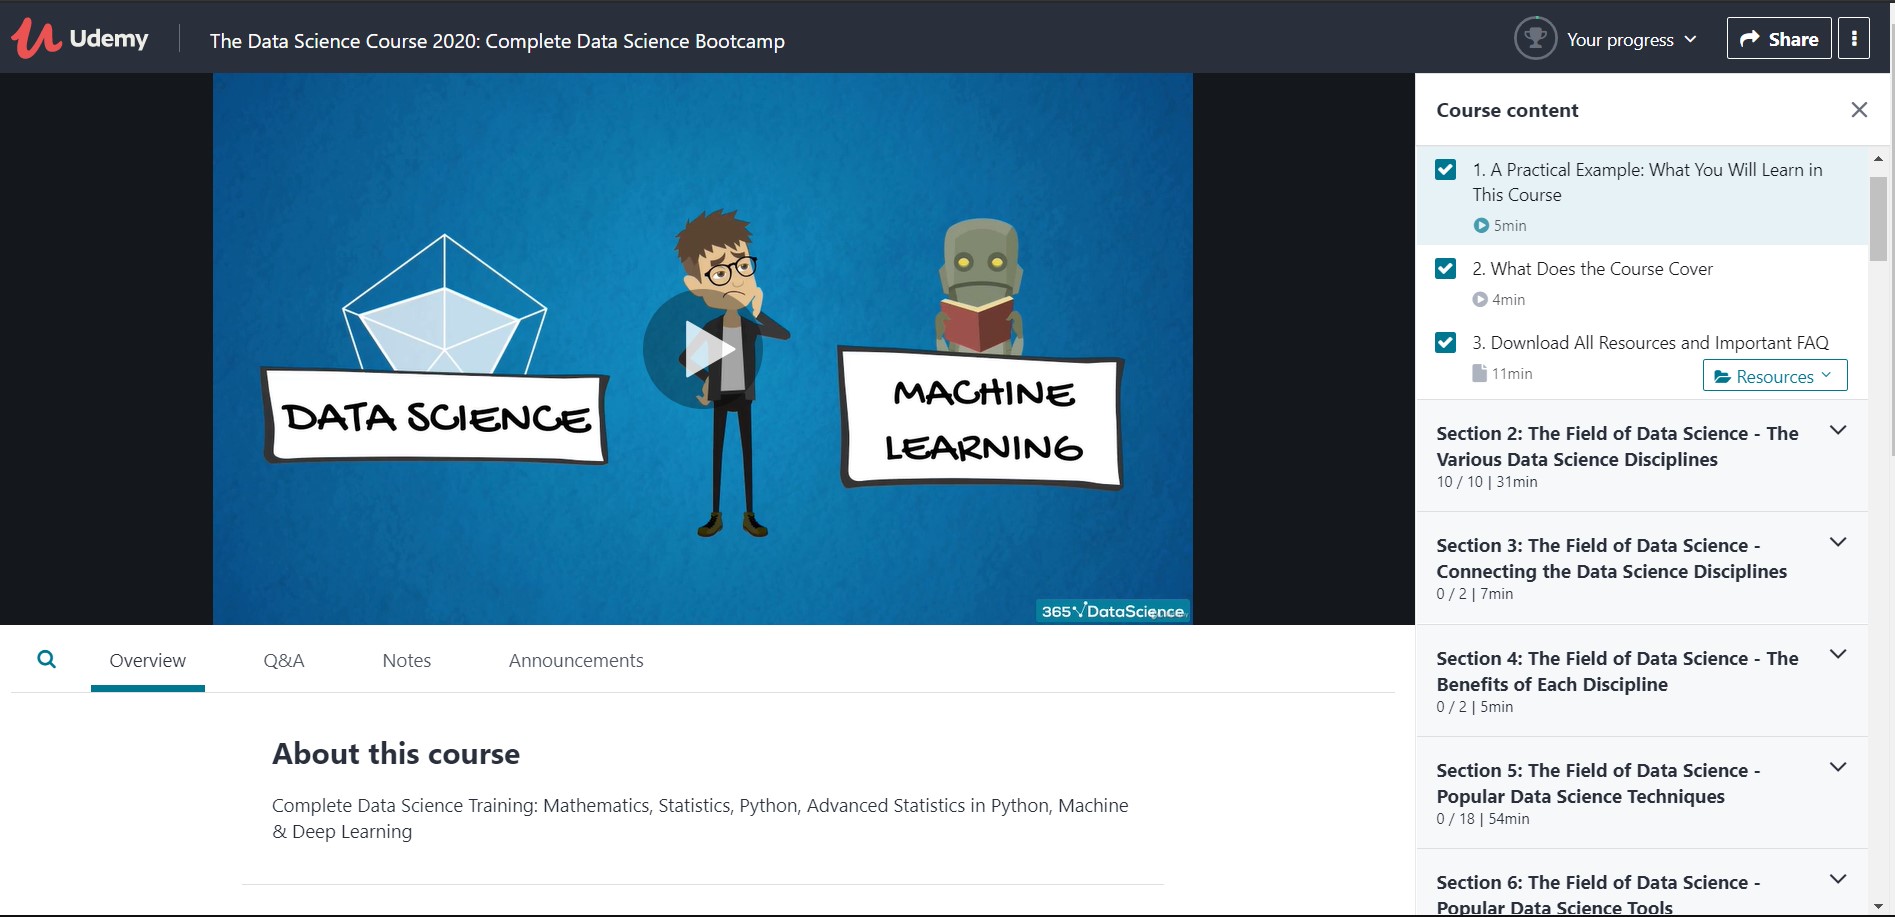 Udemy
The Data Science Course 2020: Complete Data Science Bootcamp
Your progress
Share
DATA SCIENCE
MACHINE
LEARNING
365 DataScience
Overview
Q&A
Notes
Announcements
About this course
Complete Data Science Training: Mathematics, Statistics, Python, Advanced Statistics in Python, Machine
& Deep Learning
Course content
1. A Practical Example: What You Will Learn in
This Course
5min
2. What Does the Course Cover
4min
3. Download All Resources and Important FAQ
11min
Resources
Section 2: The Field of Data Science - The
Various Data Science Disciplines
10 / 10 | 31min
Section 3: The Field of Data Science -
Connecting the Data Science Disciplines
0 / 2 | 7min
Section 4: The Field of Data Science - The
Benefits of Each Discipline
0 / 2 | 5min
Section 5: The Field of Data Science -
Popular Data Science Techniques
0 / 18 | 54min
Section 6: The Field of Data Science -
Popular Data Science Tools